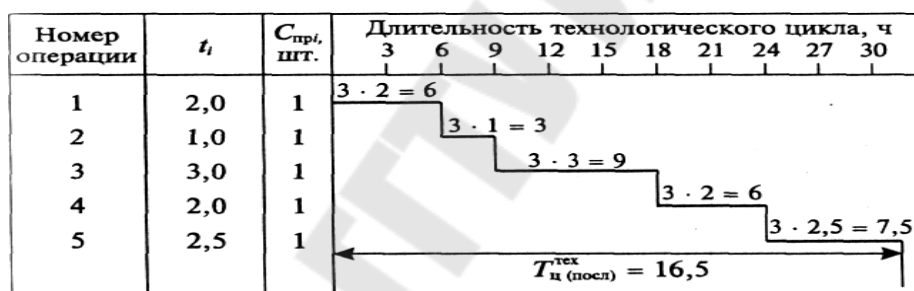 Номер операции t_i C_прi, шт. Длительность технологического цикла, ч
3 6 9 12 15 18 21 24 27 30
1 2,0 1 3 · 2 = 6
2 1,0 1 3 · 1 = 3
3 3,0 1 3 · 3 = 9
4 2,0 1 3 · 2 = 6
5 2,5 1 3 · 2,5 = 7,5
T тех ц (посл) = 16,5